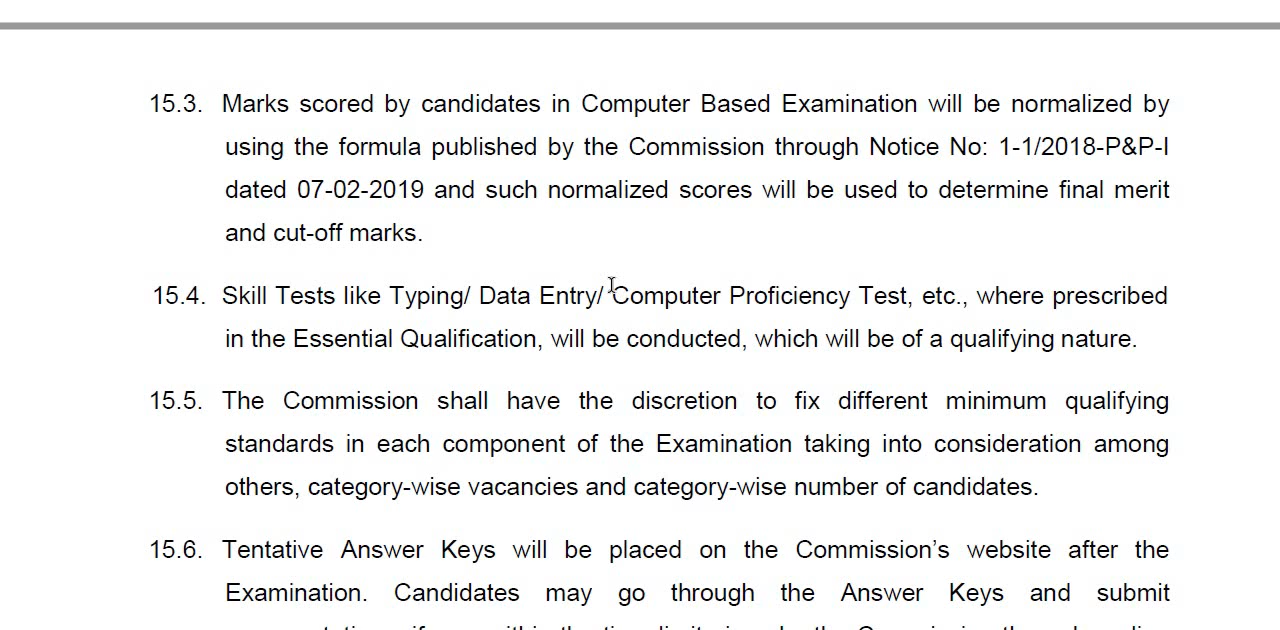 15.3. Marks scored by candidates in Computer Based Examination will be normalized by
using the formula published by the Commission through Notice No: 1-1/2018-P&P-I
dated 07-02-2019 and such normalized scores will be used to determine final merit
and cut-off marks.
15.4. Skill Tests like Typing/ Data Entry/ Computer Proficiency Test, etc., where prescribed
in the Essential Qualification, will be conducted, which will be of a qualifying nature.
15.5. The Commission shall have the discretion to fix different minimum qualifying
standards in each component of the Examination taking into consideration among
others, category-wise vacancies and category-wise number of candidates.
15.6. Tentative Answer Keys will be placed on the Commission’s website after the
Examination. Candidates may go through the Answer Keys and submit